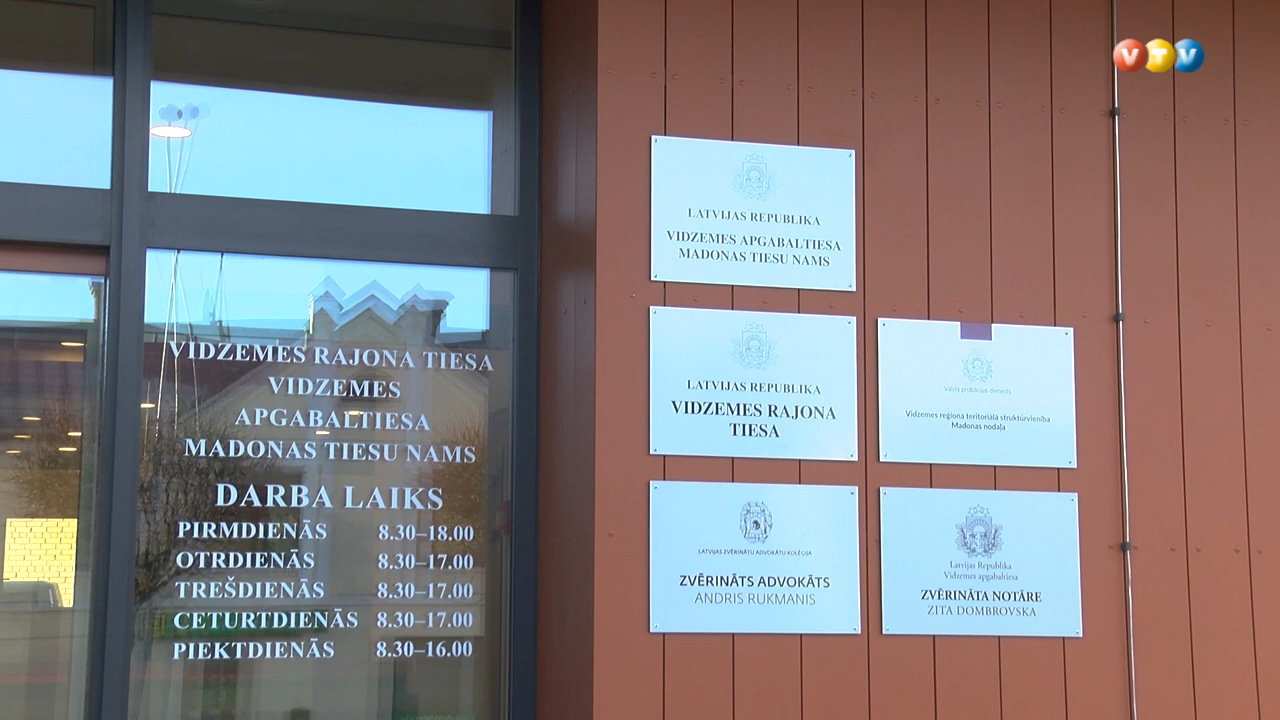 VTV
VIDZEMES RAJONA TIESA
VIDZEMES
APGABALTIESA
MADONAS TIESU NAMS
DARBA LAIKS
PIRMDIENĀS 8.30–18.00
OTRDIENĀS 8.30–17.00
TREŠDIENĀS 8.30–17.00
CETURTDIENĀS 8.30–17.00
PIEKTDIENĀS 8.30–16.00
LATVIJAS REPUBLIKA
VIDZEMES APGABALTIESA
MADONAS TIESU NAMS
LATVIJAS REPUBLIKA
VIDZEMES RAJONA
TIESA
Valsts probācijas dienests
Vidzemes reģiona teritoriālā struktūrvienība
Madonas nodaļa
LATVIJAS ZVĒRINĀTU ADVOKĀTU KOLĒĢIJA
ZVĒRINĀTS ADVOKĀTS
ANDRIS RUKMANIS
Latvijas Republika
Vidzemes apgabaltiesa
ZVĒRINĀTA NOTĀRE
ZITA DOMBROVSKA